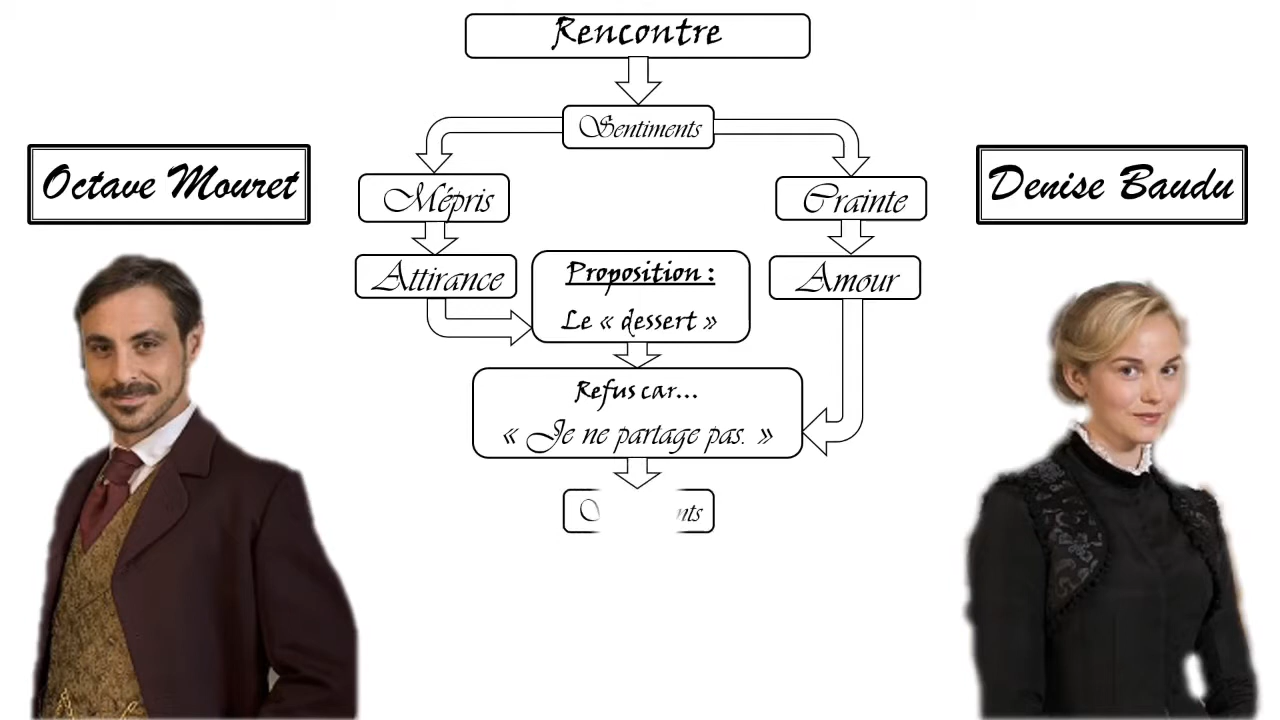 Rencontre
Sentiments
Octave Mouret
Mépris
Crainte
Denise Baudu
Attirance
Proposition :
Le « dessert »
Amour
Refus car...
« Je ne partage pas. »